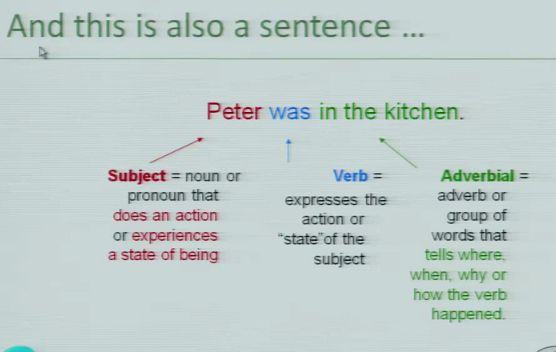 And this is also a sentence ...
Peter was in the kitchen.
Subject = noun or
pronoun that
does an action
or experiences
a state of being
Verb =
expresses the
action or
"state"of the
subject
Adverbial =
adverb or
group of
words that
tells where,
when, why or
how the verb
happened.